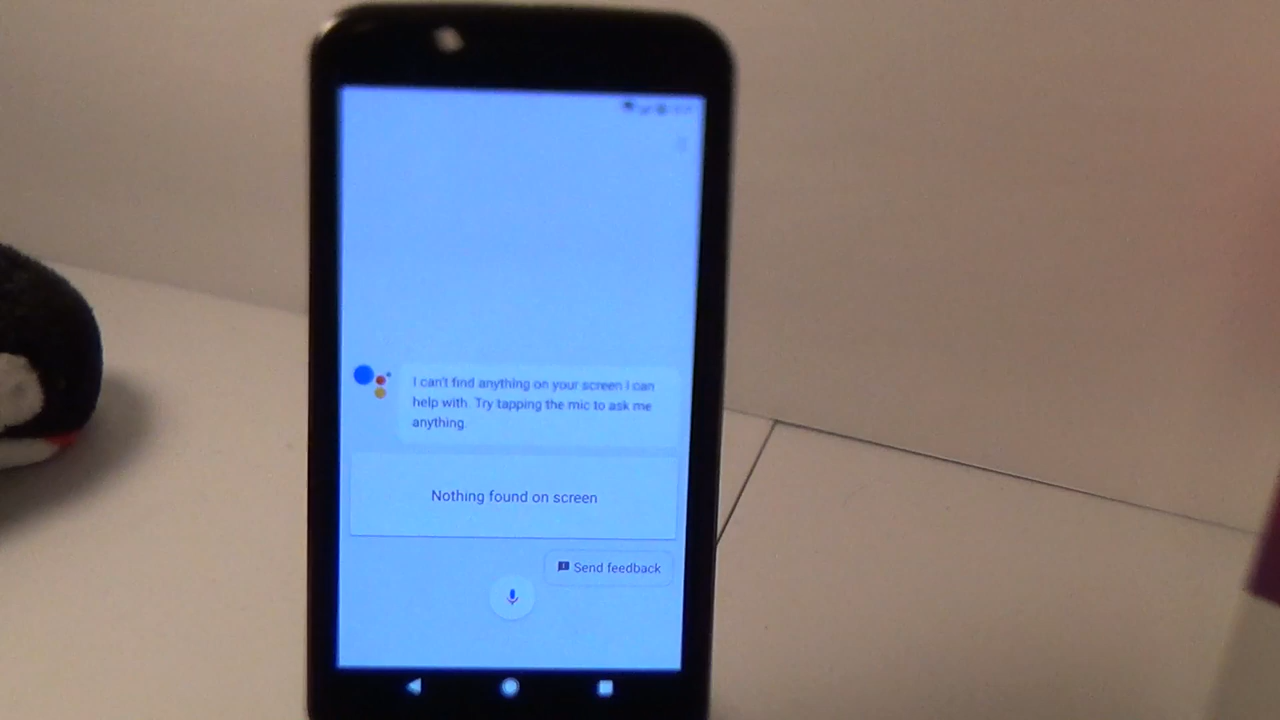 I can't find anything on your screen I can
help with. Try tapping the mic to ask me
anything.
Nothing found on screen
Send feedback